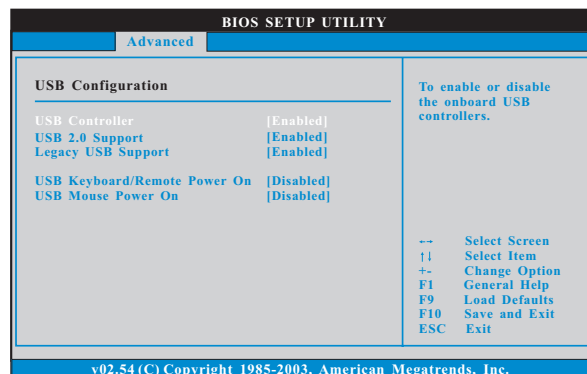 BIOS SETUP UTILITY
Advanced
USB Configuration
USB Controller [Enabled]
USB 2.0 Support [Enabled]
Legacy USB Support [Enabled]
USB Keyboard/Remote Power On [Disabled]
USB Mouse Power On [Disabled]
To enable or disable
the onboard USB
controllers.
←→ Select Screen
↑↓ Select Item
+- Change Option
F1 General Help
F9 Load Defaults
F10 Save and Exit
ESC Exit
v02.54 (C) Copyright 1985-2003, American Megatrends, Inc.